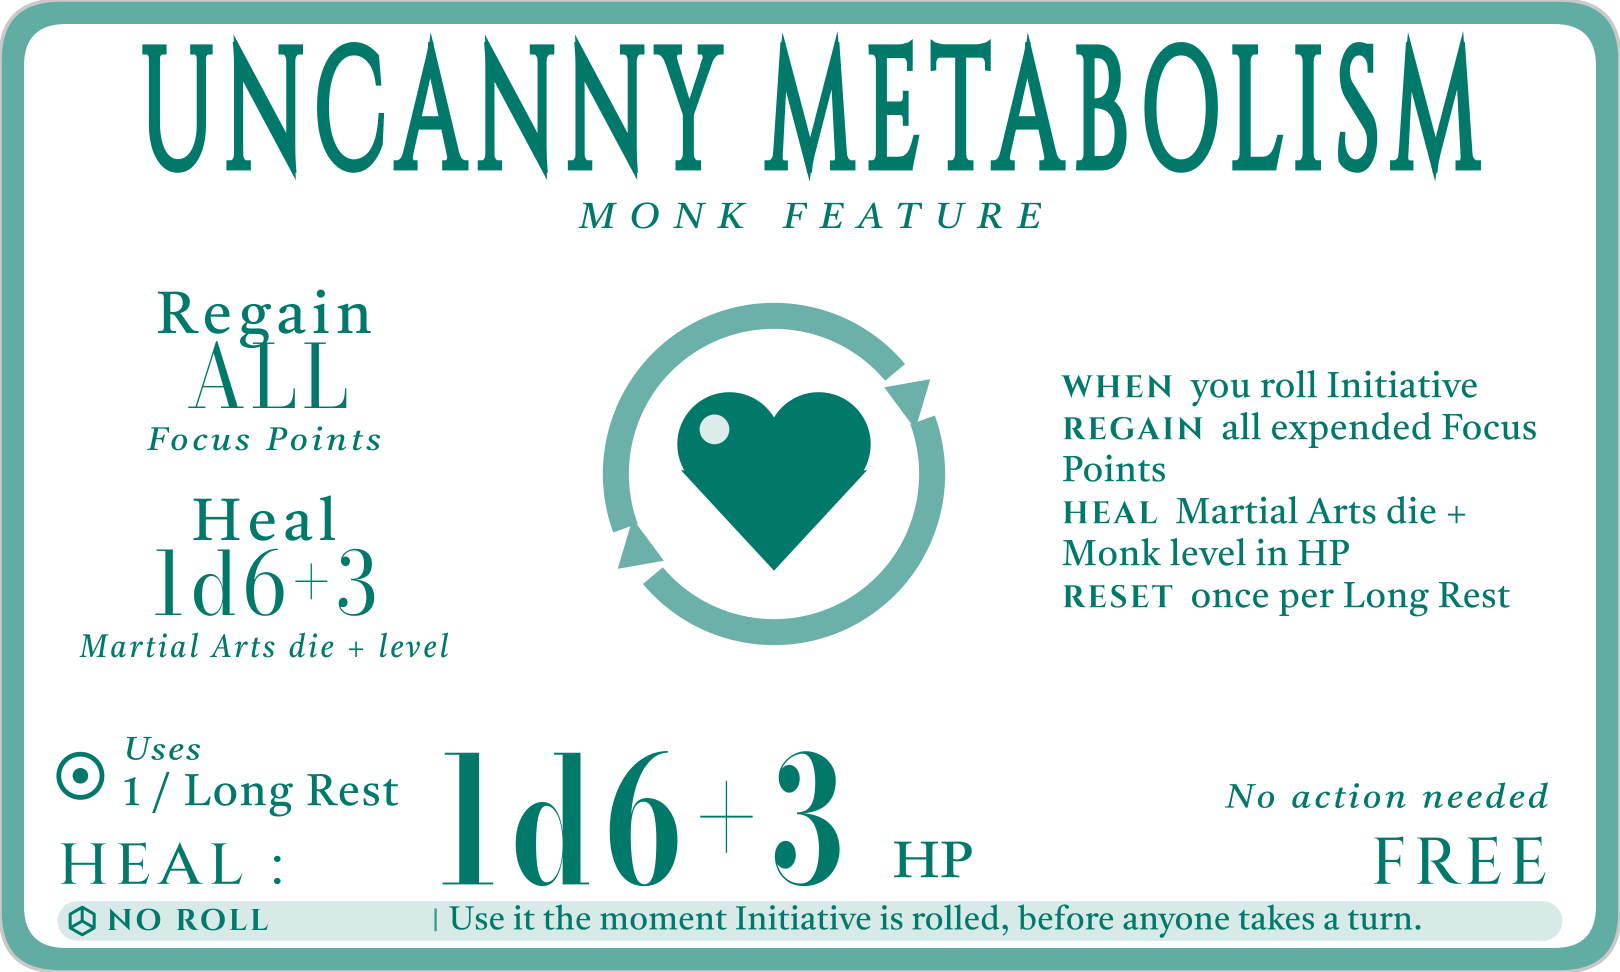 UNCANNY METABOLISM
MONK FEATURE
Regain
ALL
Focus Points
Heal
1d6+3
Martial Arts die + level
WHEN you roll Initiative
REGAIN all expended Focus
Points
HEAL Martial Arts die +
Monk level in HP
RESET once per Long Rest
Uses
1 / Long Rest
HEAL : 1d6+3 HP
No action needed
FREE
NO ROLL | Use it the moment Initiative is rolled, before anyone takes a turn.